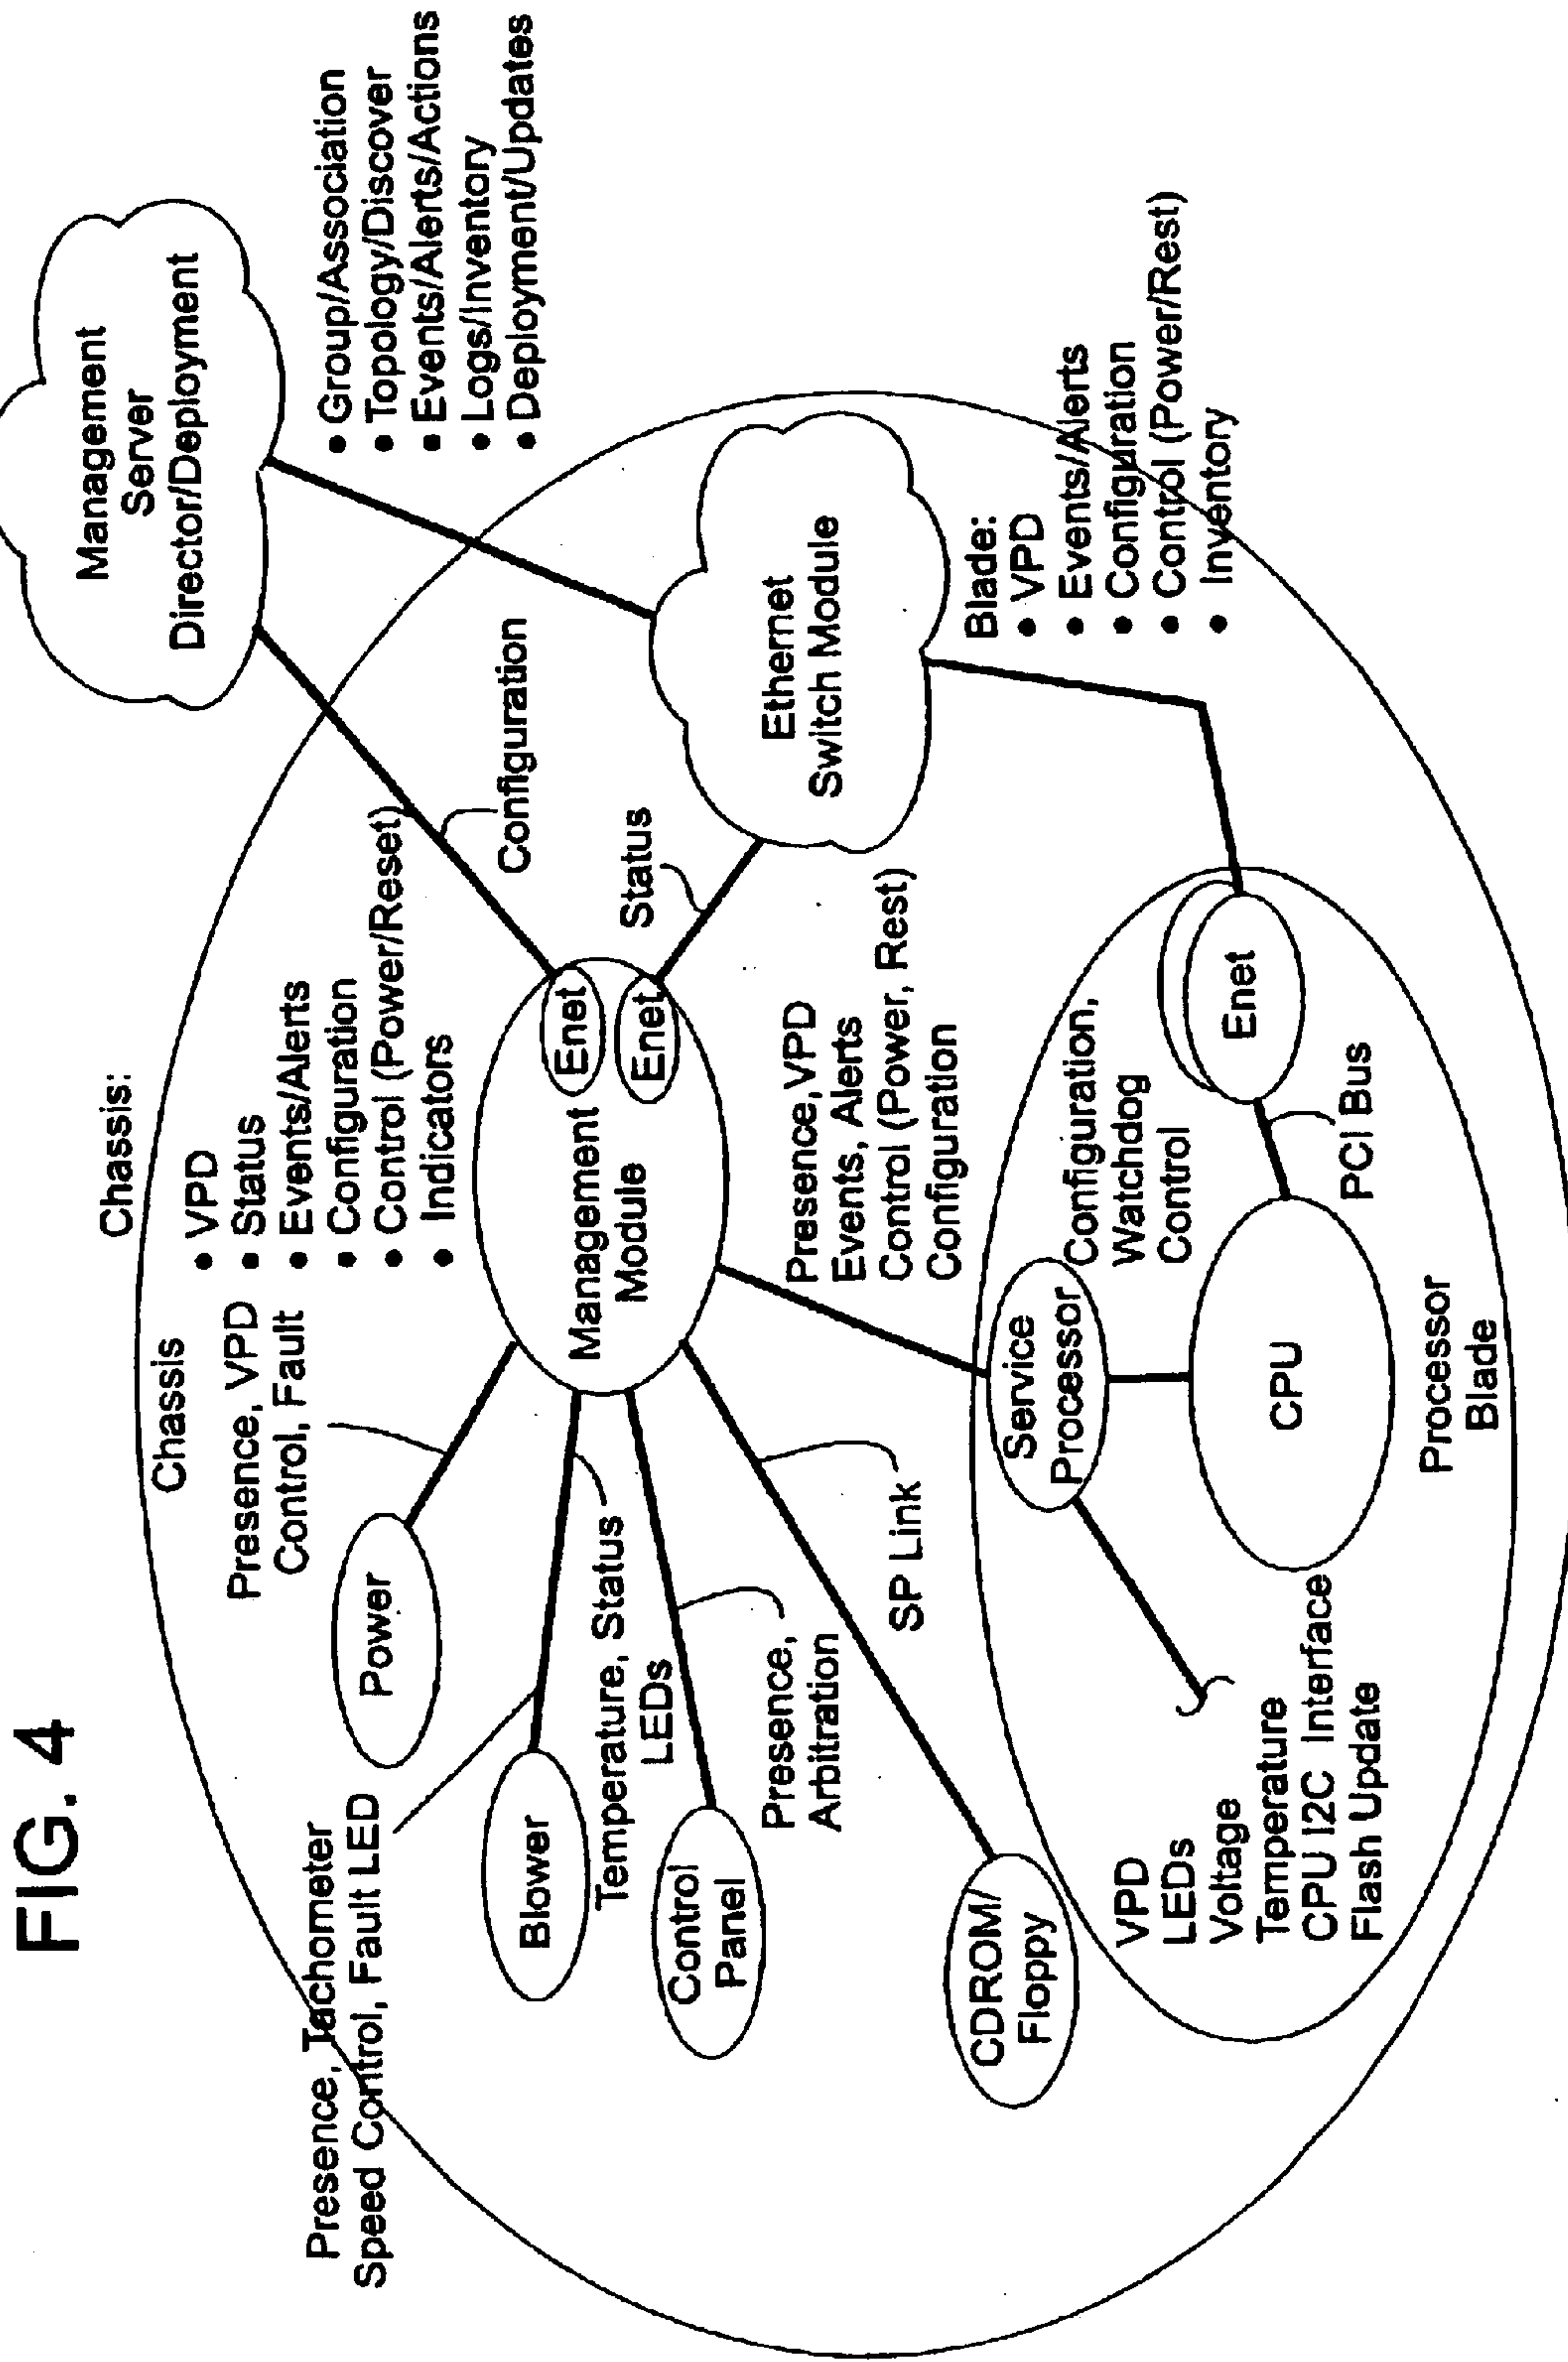 FIG. 4
Management
Server
Director/Deployment
• Group/Association
• Topology/Discover
• Events/Alerts/Actions
• Logs/Inventory
• Deployment/Updates
Chassis:
• VPD
• Status
• Events/Alerts
• Configuration
• Control (Power/Reset)
• Indicators
Chassis
Presence, VPD
Control, Fault
Power
Presence, Tachometer
Speed Control, Fault LED
Blower
Temperature, Status
LEDs
Control
Panel
Presence,
Arbitration
CDROM/
Floppy
SP Link
Management
Module
Enet
Enet
Configuration
Status
Ethernet
Switch Module
Blade:
• VPD
• Events/Alerts
• Configuration
• Control (Power/Rest)
• Inventory
Presence, VPD
Events, Alerts
Control (Power, Rest)
Configuration
Service
Processor
Configuration,
Watchdog
Control
Enet
PCI Bus
CPU
Processor
Blade
VPD
LEDs
Voltage
Temperature
CPU I2C Interface
Flash Update